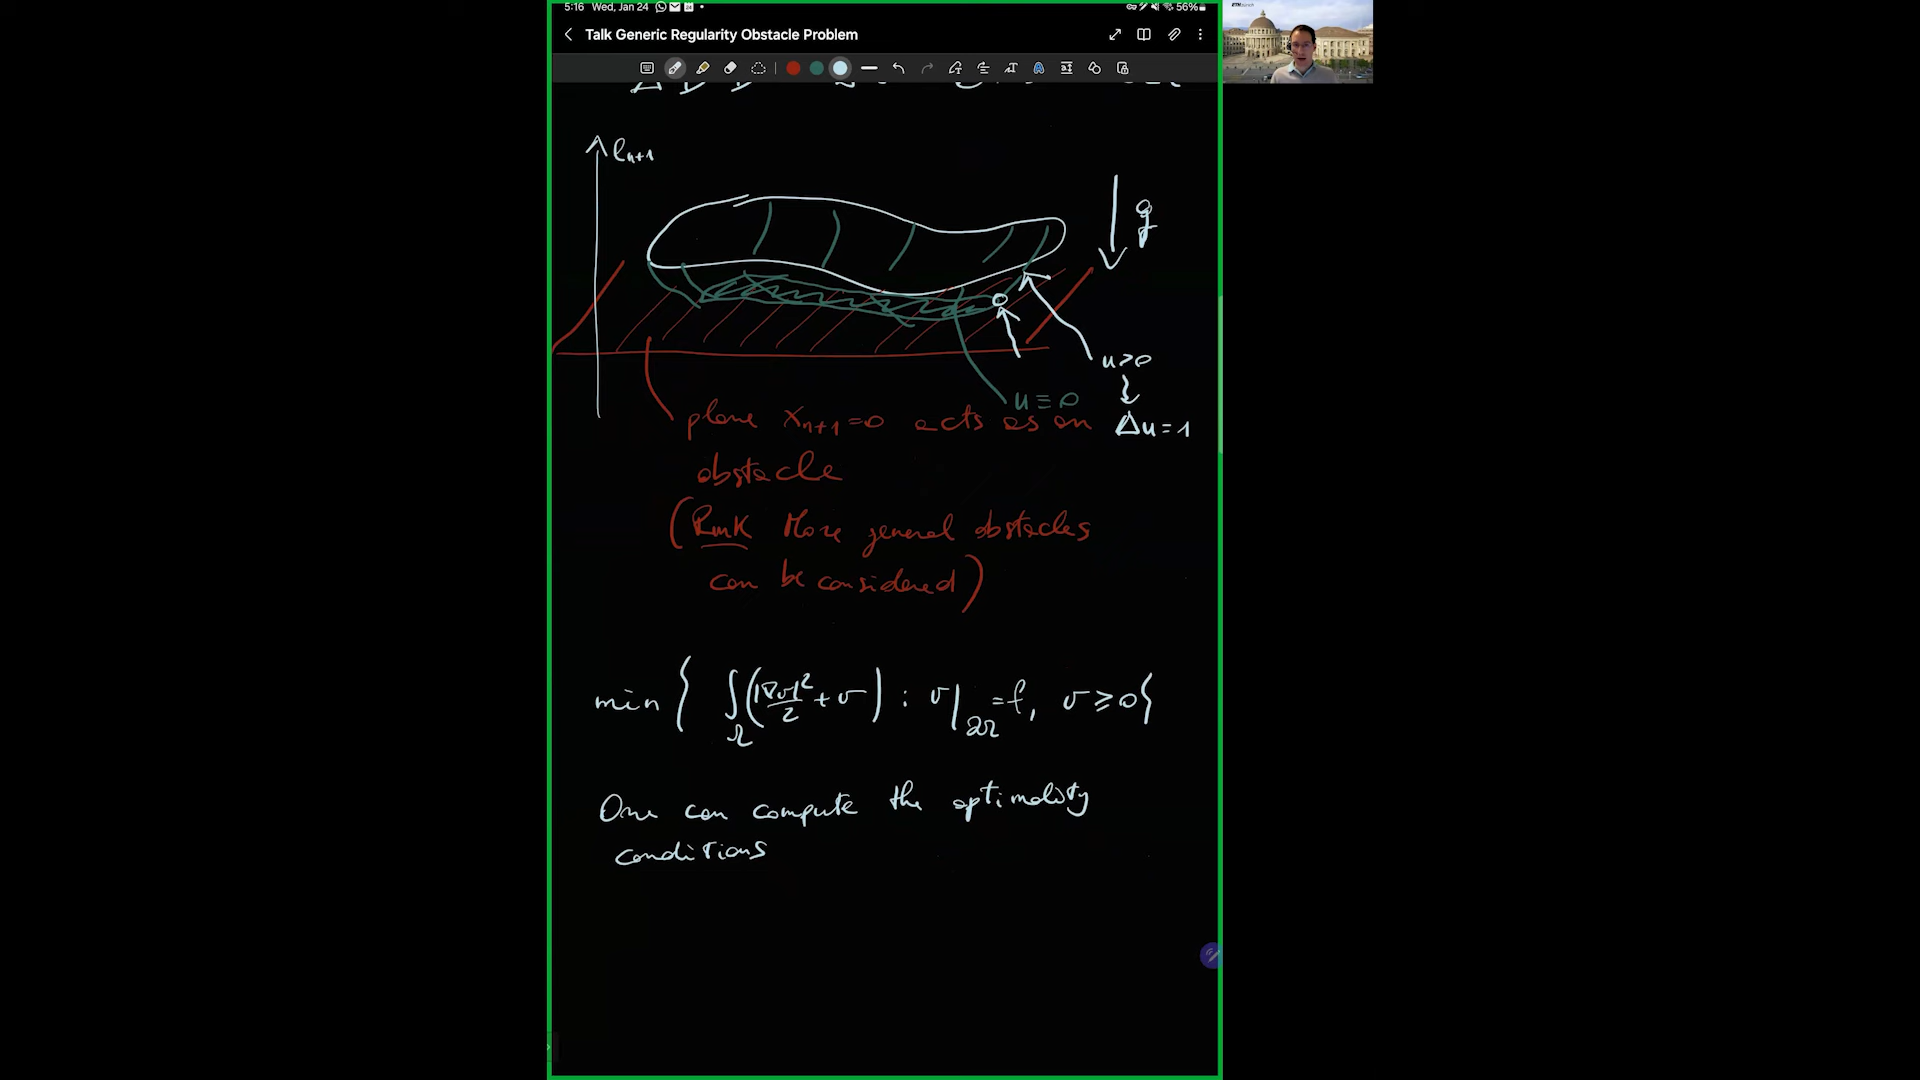 5:16 Wed, Jan 24
56%
Talk Generic Regularity Obstacle Problem
ETH zürich
e_{n+1}
g
u>0
u≡0
Δu=1
plane x_{n+1}=0 acts as an
obstacle
(Rmk More general obstacles
can be considered)
min { ∫_Ω (|∇v|²/2 + v) : v|_{∂Ω} = f, v ≥ 0 }
One can compute the optimality
conditions